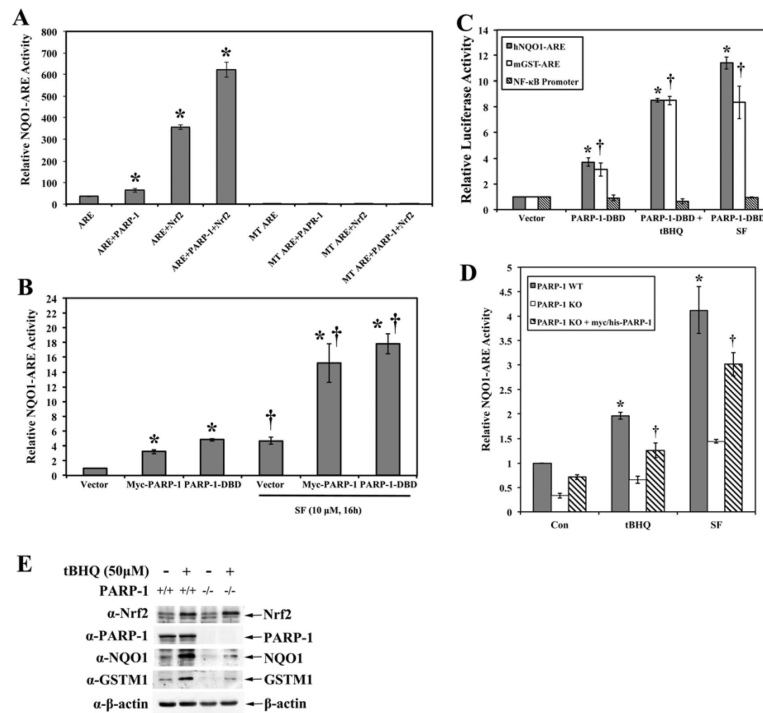 A
Relative NQO1-ARE Activity
800
700
600
500
400
300
200
100
0
*
*
*
ARE
ARE+PARP-1
ARE+Nrf2
ARE+PARP-1+Nrf2
MT ARE
MT ARE+PAPR-1
MT ARE+Nrf2
MT ARE+PARP-1+Nrf2
B
Relative NQO1-ARE Activity
24
22
20
18
16
14
12
10
8
6
4
2
0
*
*
†
*†
*†
Vector Myc-PARP-1 PARP-1-DBD Vector Myc-PARP-1 PARP-1-DBD
SF (10 μM, 16h)
C
Relative Luciferase Activity
14
12
10
8
6
4
2
0
hNQO1-ARE
mGST-ARE
NF-κB Promoter
* †
* †
* †
Vector PARP-1-DBD PARP-1-DBD + PARP-1-DBD
tBHQ SF
D
Relative NQO1-ARE Activity
5
4.5
4
3.5
3
2.5
2
1.5
1
0.5
0
PARP-1 WT
PARP-1 KO
PARP-1 KO + myc/his-PARP-1
* †
* †
Con tBHQ SF
E
tBHQ (50μM) - + - +
PARP-1 +/+ +/+ -/- -/-
α-Nrf2 Nrf2
α-PARP-1 PARP-1
α-NQO1 NQO1
α-GSTM1 GSTM1
α-β-actin β-actin